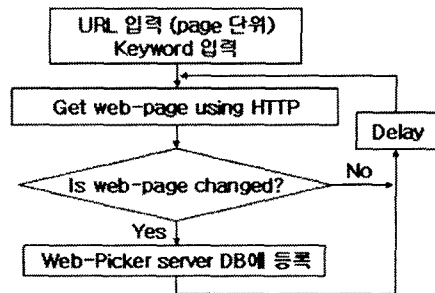 URL 입력 (page 단위)
Keyword 입력
Get web-page using HTTP
Delay
Is web-page changed?
No
Yes
Web-Picker server DB에 등록